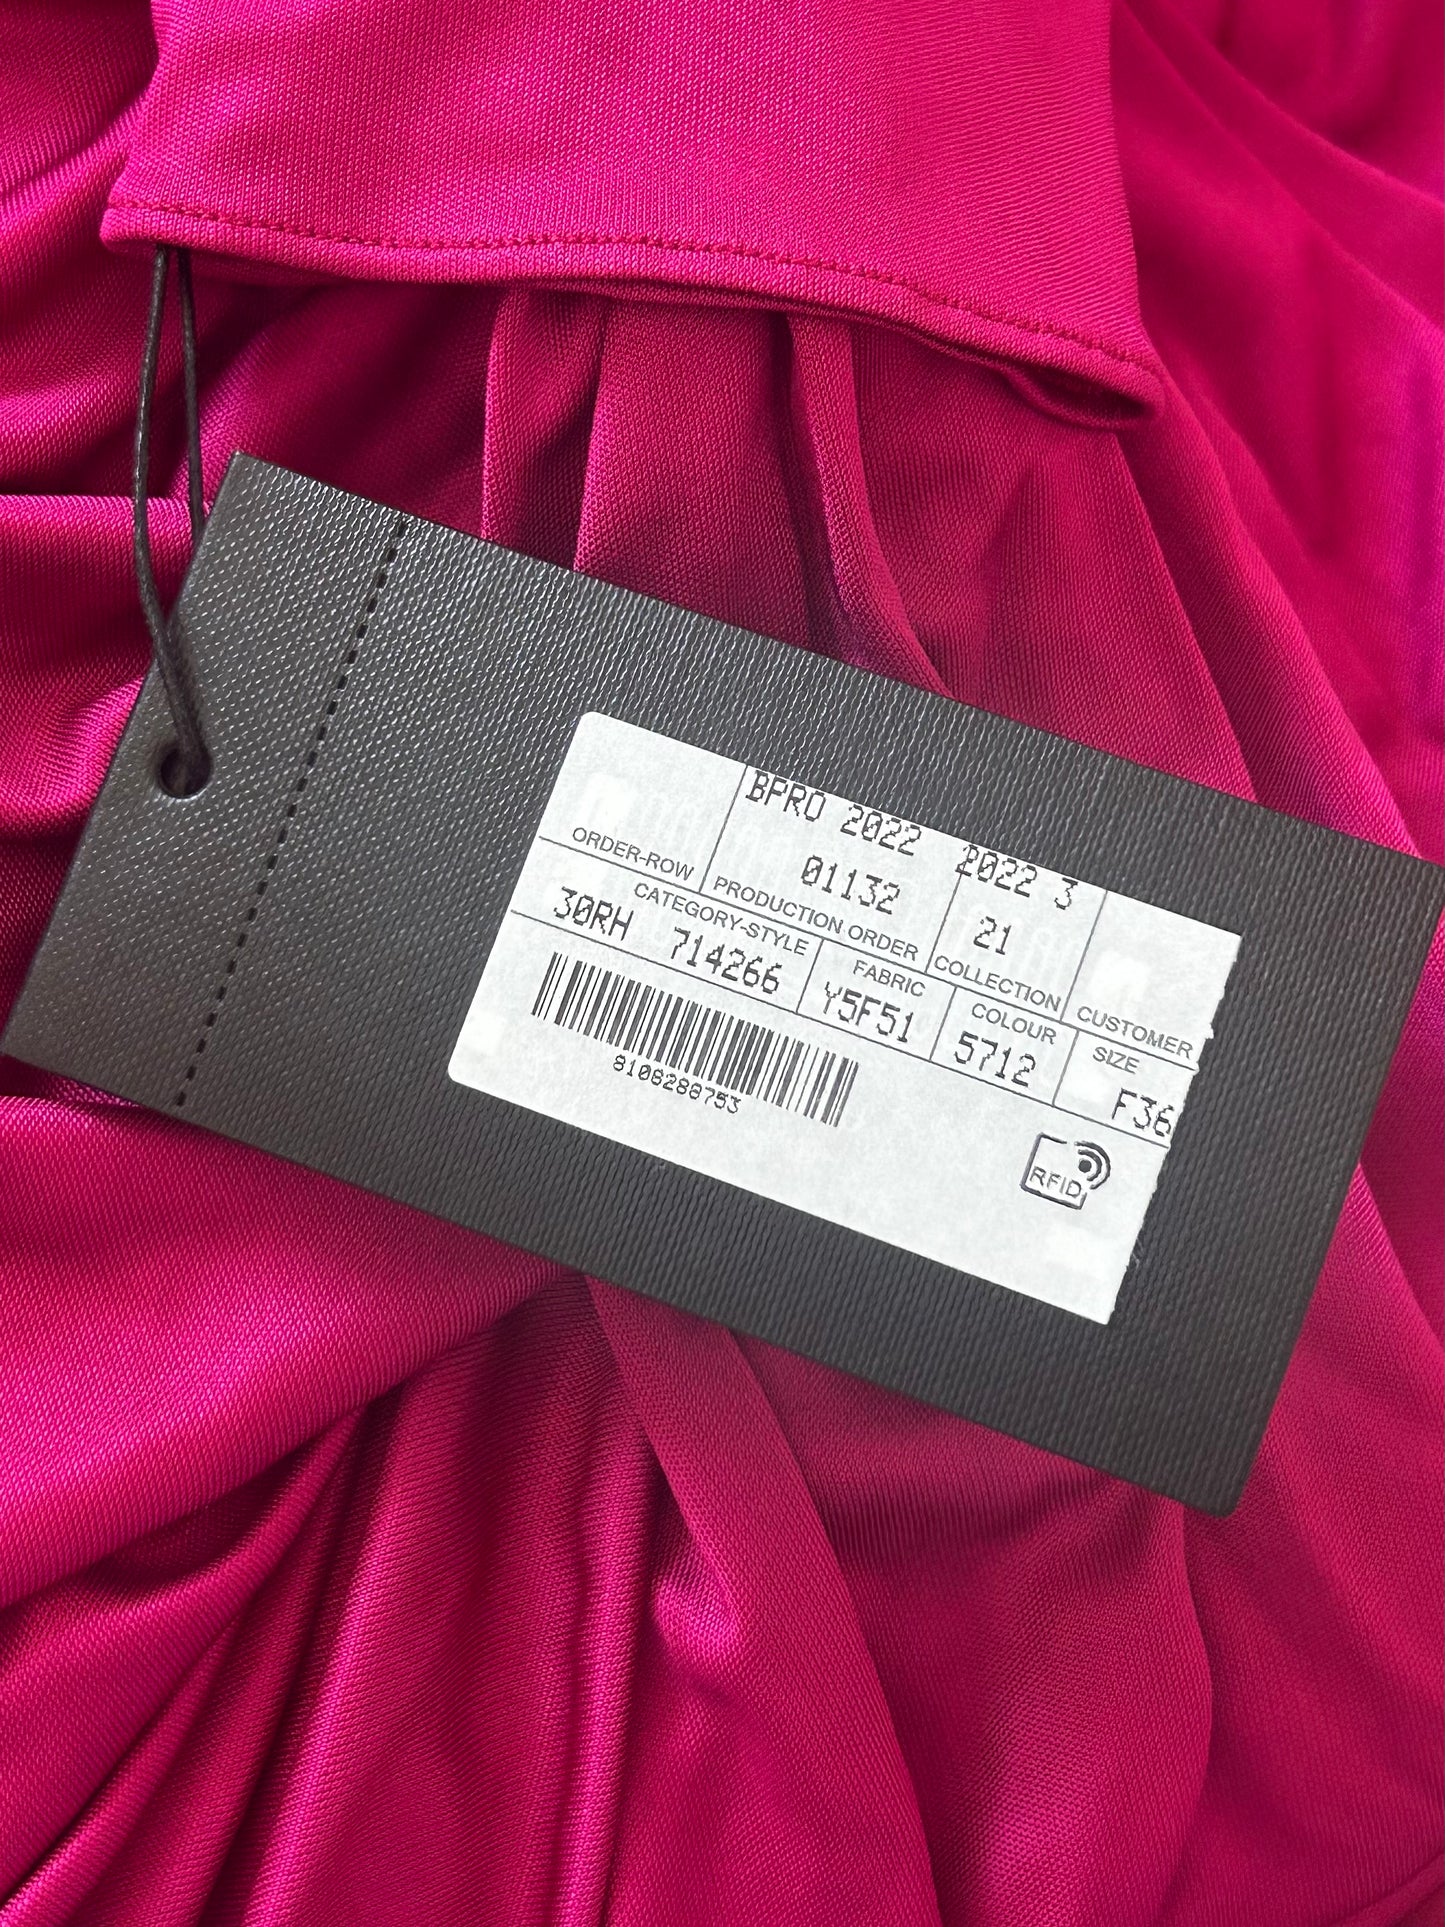 BPRO 2022 2022 3
01132 21
ORDER-ROW PRODUCTION ORDER COLLECTION CUSTOMER
CATEGORY-STYLE FABRIC COLOUR SIZE
30RH 714266 Y5F51 5712 F36
8108288753
RFID